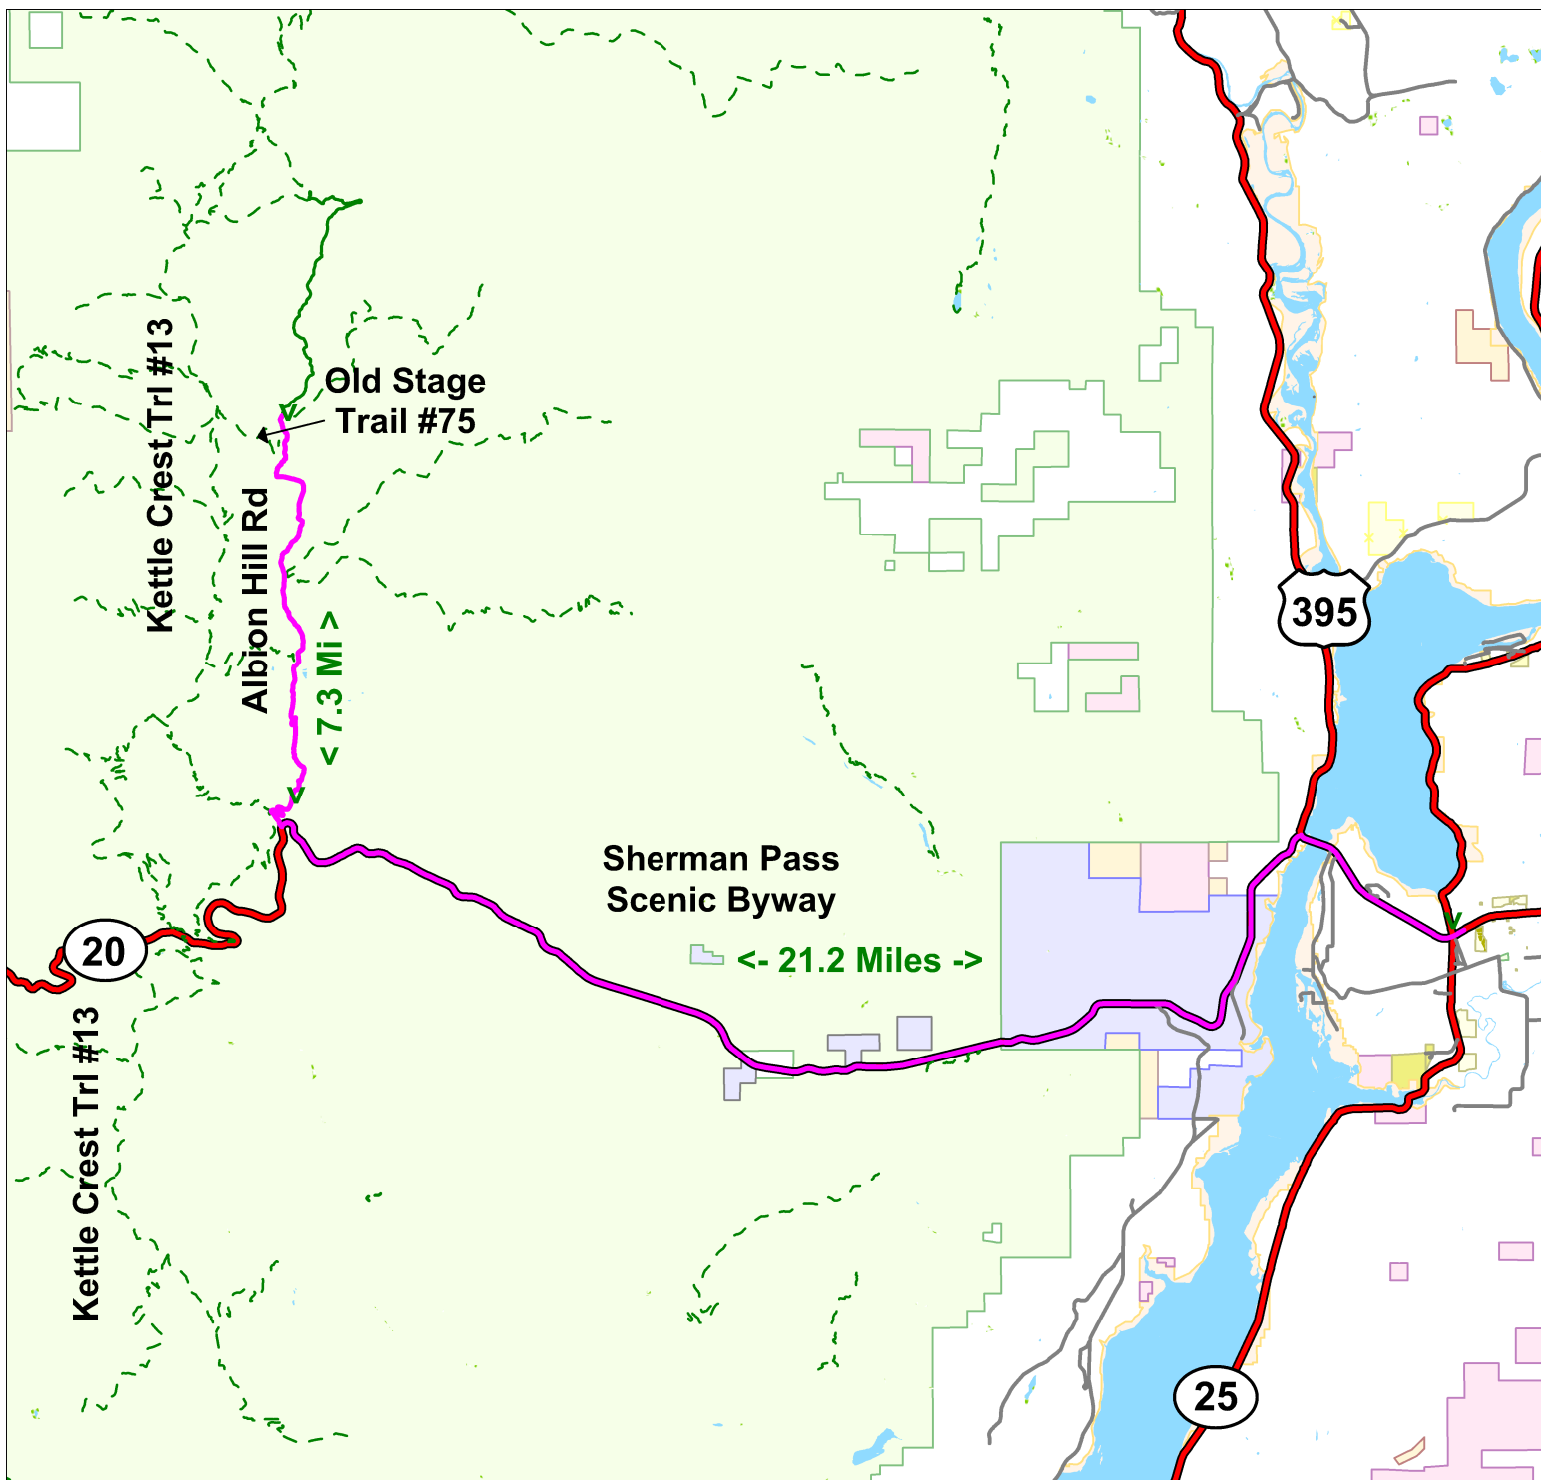 Old Stage
Trail #75
Kettle Crest Trl #13
Albion Hill Rd
< 7.3 Mi >
395
Sherman Pass
Scenic Byway
<- 21.2 Miles ->
20
Kettle Crest Trl #13
25